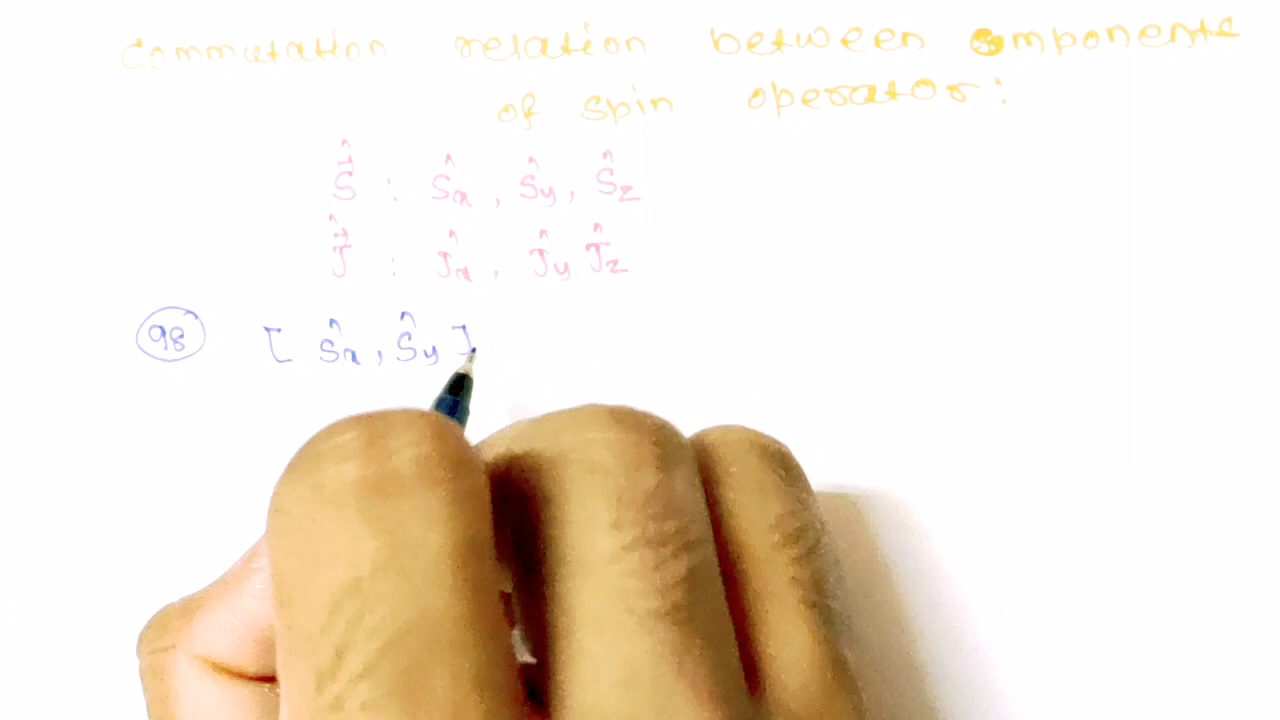 Commutation relation between Components
of spin operator:
Ŝ⃗ : Ŝx , Ŝy , Ŝz
Ĵ⃗ : Ĵx , Ĵy Ĵz
98 [ Ŝx , Ŝy ]